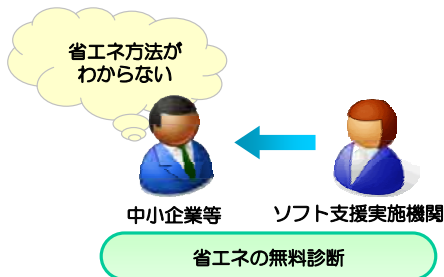 省エネ方法が
わからない
中小企業等
ソフト支援実施機関
省エネの無料診断